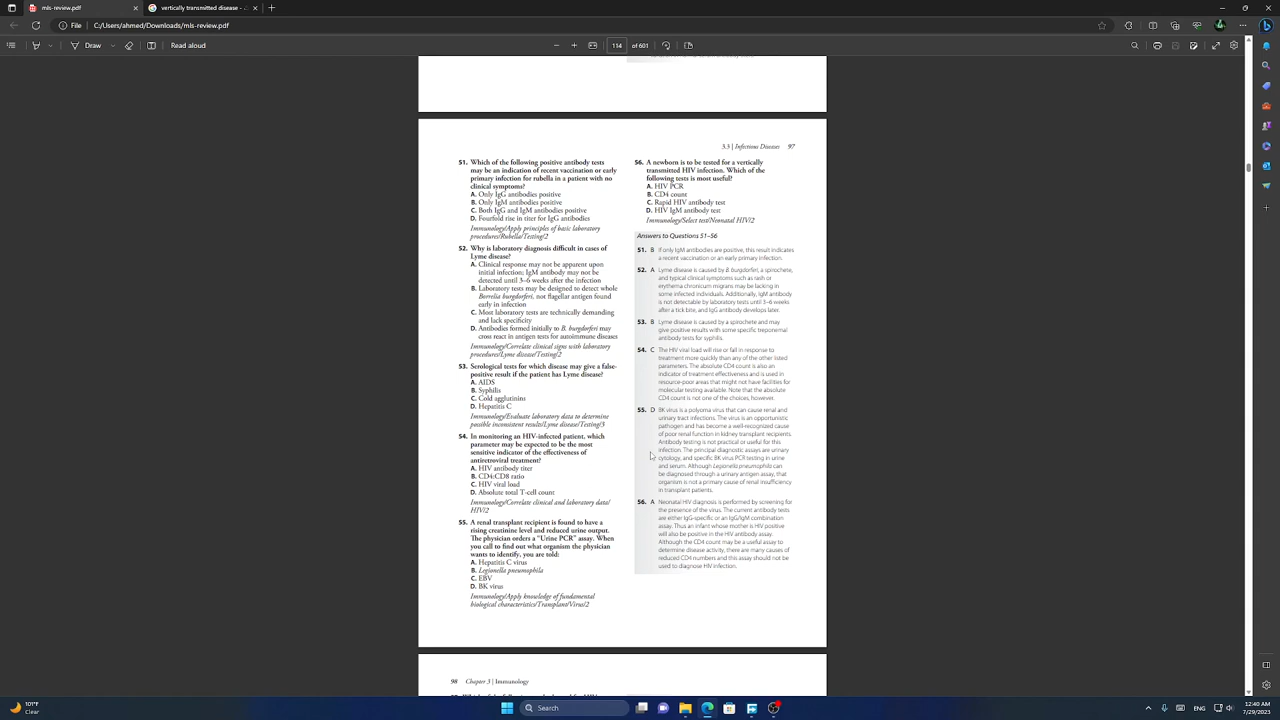 mediafresh thyroidal-vie
File
C:/Users/Downloads/Viewer.pdf
Draw
Read aloud
114 of 601
3.3 | Infectious Diseases 97
51. Which of the following positive antibody tests
may be an indication of recent vaccination or early
primary infection for rubella in a patient with no
clinical symptoms?
A. Only IgG antibodies positive
B. Only IgM antibodies positive
C. Both IgG and IgM antibodies positive
D. Fourfold rise in titer for IgG antibodies
Immunology/Apply principles of basic laboratory
procedures/Rubella/Testing/2
52. Why is laboratory diagnosis difficult in cases of
Lyme disease?
A. Clinical response may not be apparent upon
initial infection; IgM antibody may not be
detected until 3–6 weeks after the infection
B. Laboratory tests may be designed to detect whole
Borrelia burgdorferi, not flagellar antigen found
early in infection
C. Most laboratory tests are technically demanding
and lack specificity
D. Antibodies formed initially to B. burgdorferi may
cross react in antigen tests for autoimmune diseases
Immunology/Correlate clinical signs with laboratory
procedures/Lyme disease/Testing/2
53. Serological tests for which disease may give a false-
positive result if the patient has Lyme disease?
A. AIDS
B. Syphilis
C. Cold agglutinins
D. Hepatitis C
Immunology/Evaluate laboratory data to determine
possible inconsistent results/Lyme disease/Testing/3
54. In monitoring an HIV-infected patient, which
parameter may be expected to be the most
sensitive indicator of the effectiveness of
antiretroviral treatment?
A. HIV antibody titer
B. CD4:CD8 ratio
C. HIV viral load
D. Absolute total T-cell count
Immunology/Correlate clinical and laboratory data/
HIV/2
55. A renal transplant recipient is found to have a
rising creatinine level and reduced urine output.
The physician orders a “Urine PCR” assay. When
you call to find out what organism the physician
wants to identify, you are told:
A. Hepatitis C virus
B. Legionella pneumophila
C. EBV
D. BK virus
Immunology/Apply knowledge of fundamental
biological characteristics/Transplant/Virus/2
56. A newborn is to be tested for a vertically
transmitted HIV infection. Which of the
following tests is most useful?
A. HIV PCR
B. CD4 count
C. Rapid HIV antibody test
D. HIV IgM antibody test
Immunology/Select test/Neonatal HIV/2
Answers to Questions 51–56
51. B If only IgM antibodies are positive, this result indicates
a recent vaccination or an early primary infection.
52. A Lyme disease is caused by B. burgdorferi, a spirochete,
and typical clinical symptoms such as rash or
erythema chronicum migrans may be lacking in
some infected individuals. Additionally, IgM antibody
is not detectable by laboratory tests until 3–6 weeks
after a tick bite, and IgG antibody develops later.
53. B Lyme disease is caused by a spirochete and may
give positive results with some specific treponemal
antibody tests for syphilis.
54. C The HIV viral load will rise or fall in response to
treatment more quickly than any of the other listed
parameters. The absolute CD4 count is also an
indicator of treatment effectiveness and is used in
resource-poor areas that might not have facilities for
molecular testing available. Note that the absolute
CD4 count is not one of the choices, however.
55. D BK virus is a polyoma virus that can cause renal and
urinary tract infections. The virus is an opportunistic
pathogen and has become a well-recognized cause
of poor renal function in kidney transplant recipients.
Antibody testing is not practical or useful for this
infection. The principal diagnostic assays are urinary
cytology, and specific BK virus PCR testing in urine
and serum. Although Legionella pneumophila can
be diagnosed through a urinary antigen assay, that
organism is not a primary cause of renal insufficiency
in transplant patients.
56. A Neonatal HIV diagnosis is performed by screening for
the presence of the virus. The current antibody tests
are either IgG-specific or an IgG/IgM combination
assay. Thus an infant whose mother is HIV positive
will also be positive in the HIV antibody assay.
Although the CD4 count may be a useful assay to
determine disease activity, there are many causes of
reduced CD4 numbers and this assay should not be
used to diagnose HIV infection.
98 Chapter 3 | Immunology
10°F
Clear
Search
12:40 AM
7/29/2023